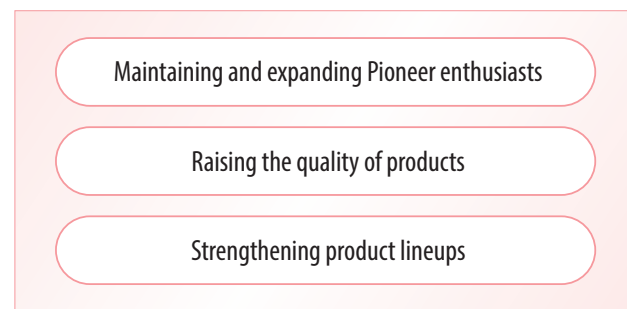 Maintaining and expanding Pioneer enthusiasts
Raising the quality of products
Strengthening product lineups